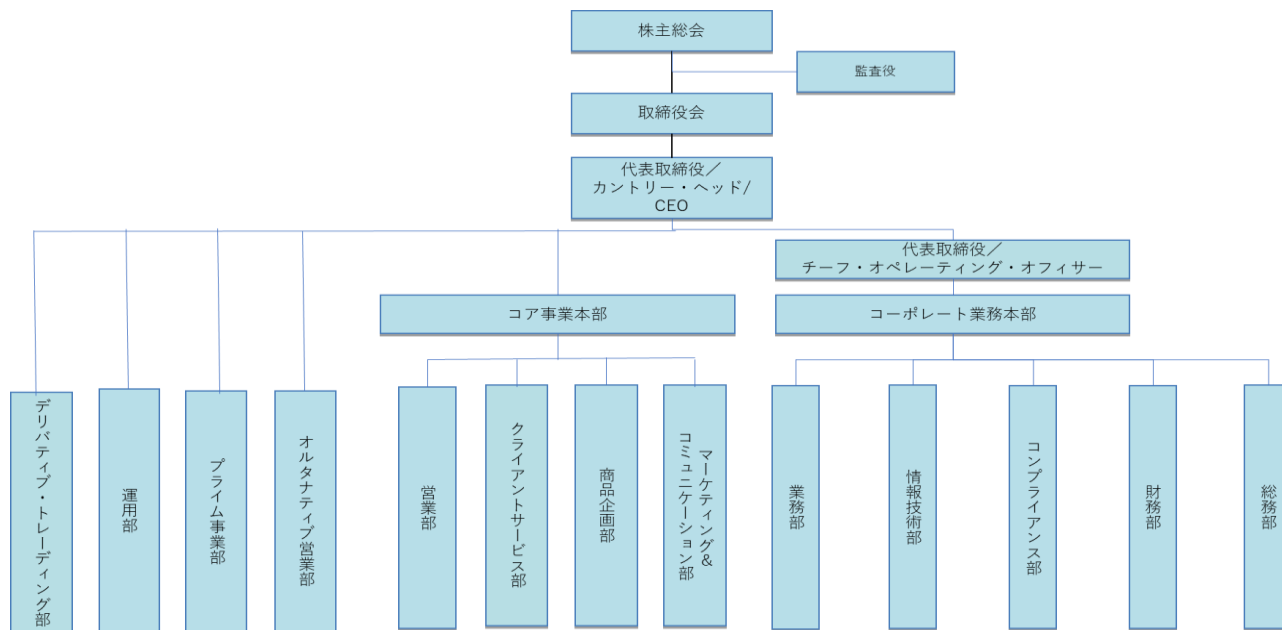 株主総会
監査役
取締役会
代表取締役／
カントリー・ヘッド/
CEO
代表取締役／
チーフ・オペレーティング・オフィサー
コア事業本部
コーポレート業務本部
デリバティブ・トレーディング部
運用部
プライム事業部
オルタナティブ営業部
営業部
クライアントサービス部
商品企画部
マーケティング&
コミュニケーション部
業務部
情報技術部
コンプライアンス部
財務部
総務部